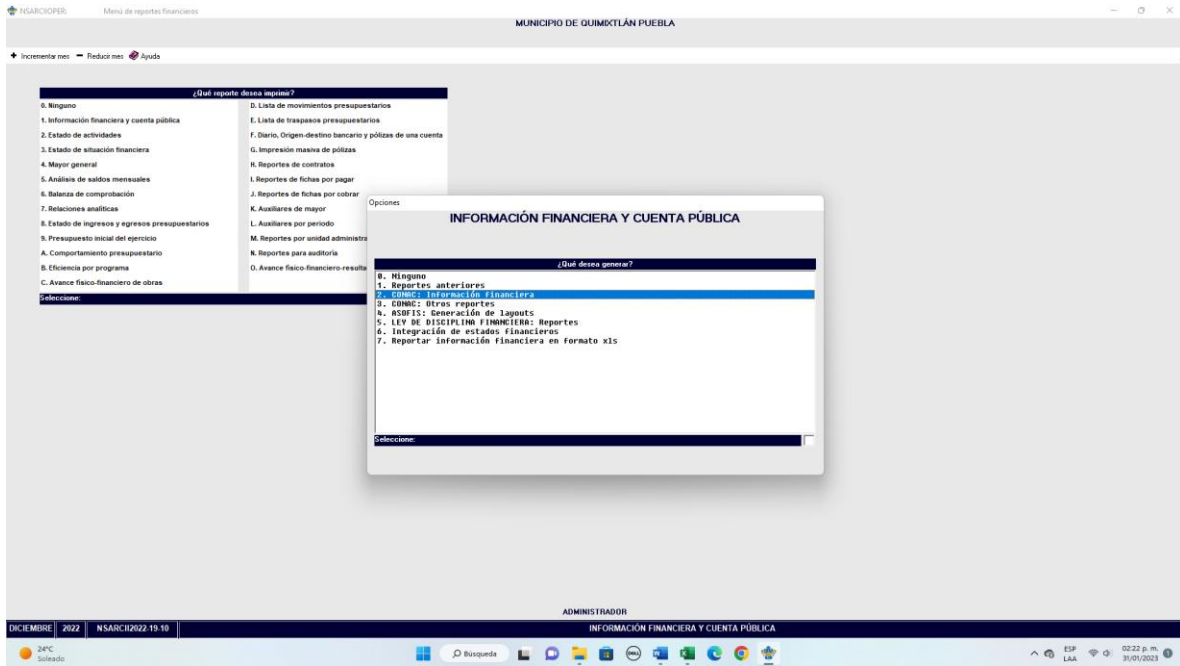 NSARCIIOPER: Menú de reportes financieros
MUNICIPIO DE QUIMIXTLÁN PUEBLA
Incrementar mes Reducir mes Ayuda
¿Qué reporte desea imprimir?
0. Ninguno
1. Información financiera y cuenta pública
2. Estado de actividades
3. Estado de situación financiera
4. Mayor general
5. Análisis de saldos mensuales
6. Balanza de comprobación
7. Relaciones analíticas
8. Estado de ingresos y egresos presupuestarios
9. Presupuesto inicial del ejercicio
A. Comportamiento presupuestario
B. Eficiencia por programa
C. Avance físico-financiero de obras
D. Lista de movimientos presupuestarios
E. Lista de traspasos presupuestarios
F. Diario, Origen-destino bancario y pólizas de una cuenta
G. Impresión masiva de pólizas
H. Reportes de contratos
I. Reportes de fichas por pagar
J. Reportes de fichas por cobrar
K. Auxiliares de mayor
L. Auxiliares por periodo
M. Reportes por unidad administra
N. Reportes para auditoría
O. Avance físico-financiero-resulta
Seleccione:
Opciones
INFORMACIÓN FINANCIERA Y CUENTA PÚBLICA
¿Qué desea generar?
0. Ninguno
1. Reportes anteriores
2. CONAC: Información financiera
3. CONAC: Otros reportes
4. ASOFIS: Generación de layouts
5. LEY DE DISCIPLINA FINANCIERA: Reportes
6. Integración de estados financieros
7. Reportar información financiera en formato xls
Seleccione:
ADMINISTRADOR
DICIEMBRE 2022 NSARCII2022-19-10 INFORMACIÓN FINANCIERA Y CUENTA PÚBLICA
24°C
Soleado
Búsqueda
DELL
ESP
LAA
02:22 p. m.
31/01/2023